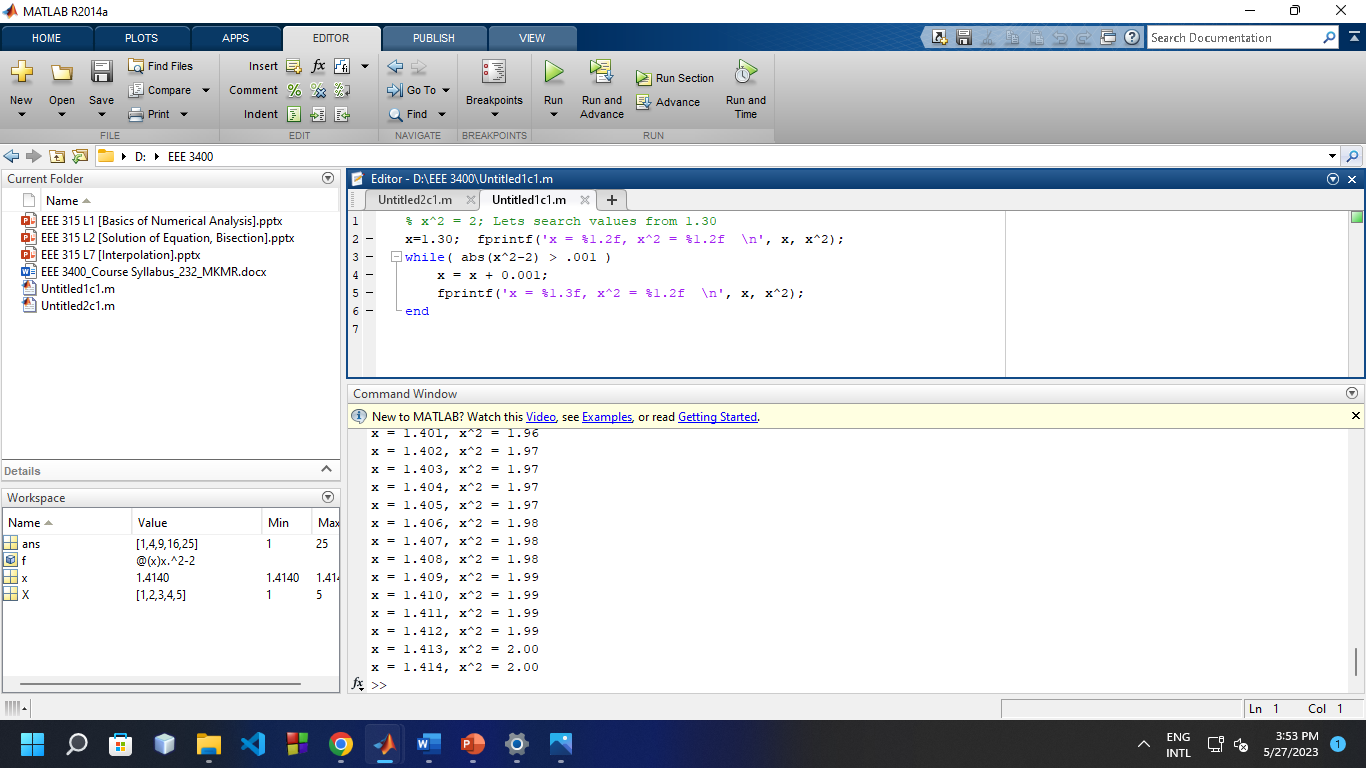 MATLAB R2014a
HOME PLOTS APPS EDITOR PUBLISH VIEW Search Documentation
New Open Save Find Files Compare Print
Insert Comment Indent
Go To Find
Breakpoints
Run Run and Advance Run Section Advance Run and Time
FILE EDIT NAVIGATE BREAKPOINTS RUN
D: EEE 3400
Current Folder
Name
EEE 315 L1 [Basics of Numerical Analysis].pptx
EEE 315 L2 [Solution of Equation, Bisection].pptx
EEE 315 L7 [Interpolation].pptx
EEE 3400_Course Syllabus_232_MKMR.docx
Untitled1c1.m
Untitled2c1.m
Details
Workspace
Name Value Min Max
ans [1,4,9,16,25] 1 25
f @(x)x.^2-2
x 1.4140 1.4140 1.414
X [1,2,3,4,5] 1 5
Editor - D:\EEE 3400\Untitled1c1.m
Untitled2c1.m Untitled1c1.m
1 % x^2 = 2; Lets search values from 1.30
2 x=1.30; fprintf('x = %1.2f, x^2 = %1.2f \n', x, x^2);
3 while( abs(x^2-2) > .001 )
4 x = x + 0.001;
5 fprintf('x = %1.3f, x^2 = %1.2f \n', x, x^2);
6 end
7
Command Window
New to MATLAB? Watch this Video, see Examples, or read Getting Started.
x = 1.401, x^2 = 1.96
x = 1.402, x^2 = 1.97
x = 1.403, x^2 = 1.97
x = 1.404, x^2 = 1.97
x = 1.405, x^2 = 1.97
x = 1.406, x^2 = 1.98
x = 1.407, x^2 = 1.98
x = 1.408, x^2 = 1.98
x = 1.409, x^2 = 1.99
x = 1.410, x^2 = 1.99
x = 1.411, x^2 = 1.99
x = 1.412, x^2 = 1.99
x = 1.413, x^2 = 2.00
x = 1.414, x^2 = 2.00
fx >>
Ln 1 Col 1
ENG
INTL
3:53 PM
5/27/2023
1